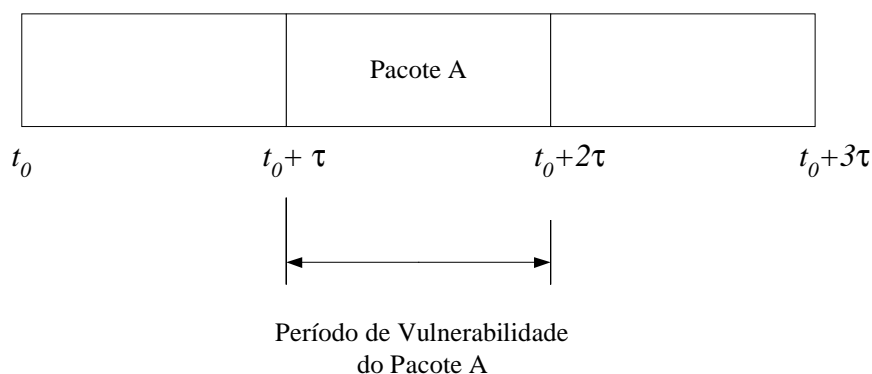 Pacote A
t₀ t₀+ τ t₀+2τ t₀+3τ
Período de Vulnerabilidade
do Pacote A